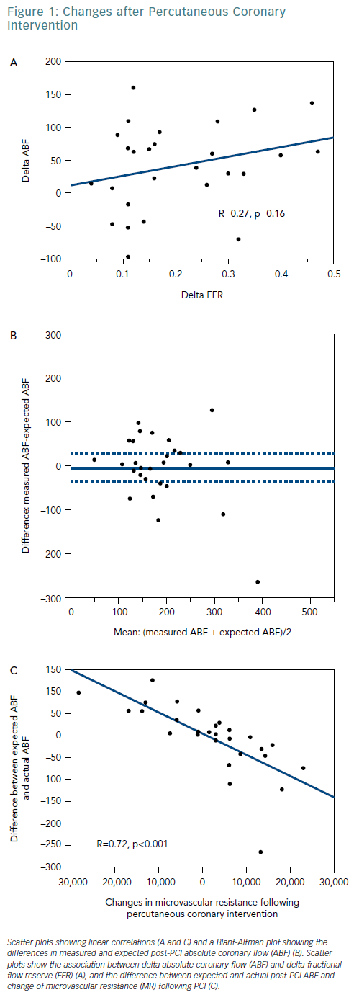 Figure 1: Changes after Percutaneous Coronary
Intervention
A
200
150
100
50
0
–50
–100
Delta ABF
R=0.27, p=0.16
0 0.1 0.2 0.3 0.4 0.5
Delta FFR
B
300
200
100
0
–100
–200
–300
Difference: measured ABF-expected ABF
0 100 200 300 400 500
Mean: (measured ABF + expected ABF)/2
C
150
150
50
0
–50
–100
–150
–200
–250
–300
Difference between expected ABF
and actual ABF
R=0.72, p<0.001
–30,000 –20,000 –10,000 0 10,000 20,000 30,000
Changes in microvascular resistance following
percutaneous coronary intervention
Scatter plots showing linear correlations (A and C) and a Blant-Altman plot showing the
differences in measured and expected post-PCI absolute coronary flow (ABF) (B). Scatter
plots show the association between delta absolute coronary flow (ABF) and delta fractional
flow reserve (FFR) (A), and the difference between expected and actual post-PCI ABF and
change of microvascular resistance (MR) following PCI (C).